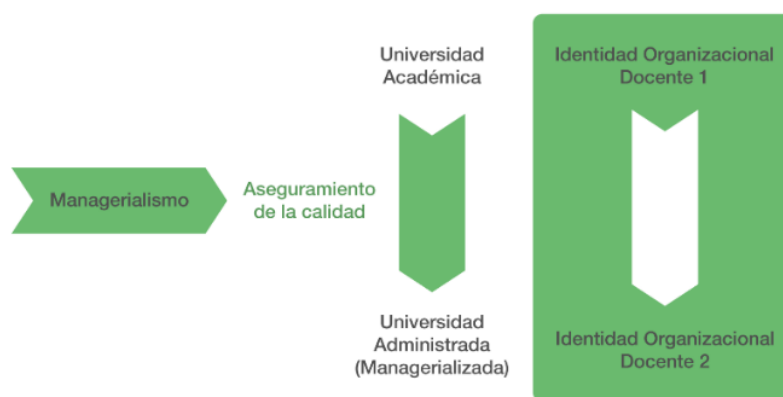 Managerialismo
Aseguramiento
de la calidad
Universidad
Académica
Universidad
Administrada
(Managerializada)
Identidad Organizacional
Docente 1
Identidad Organizacional
Docente 2